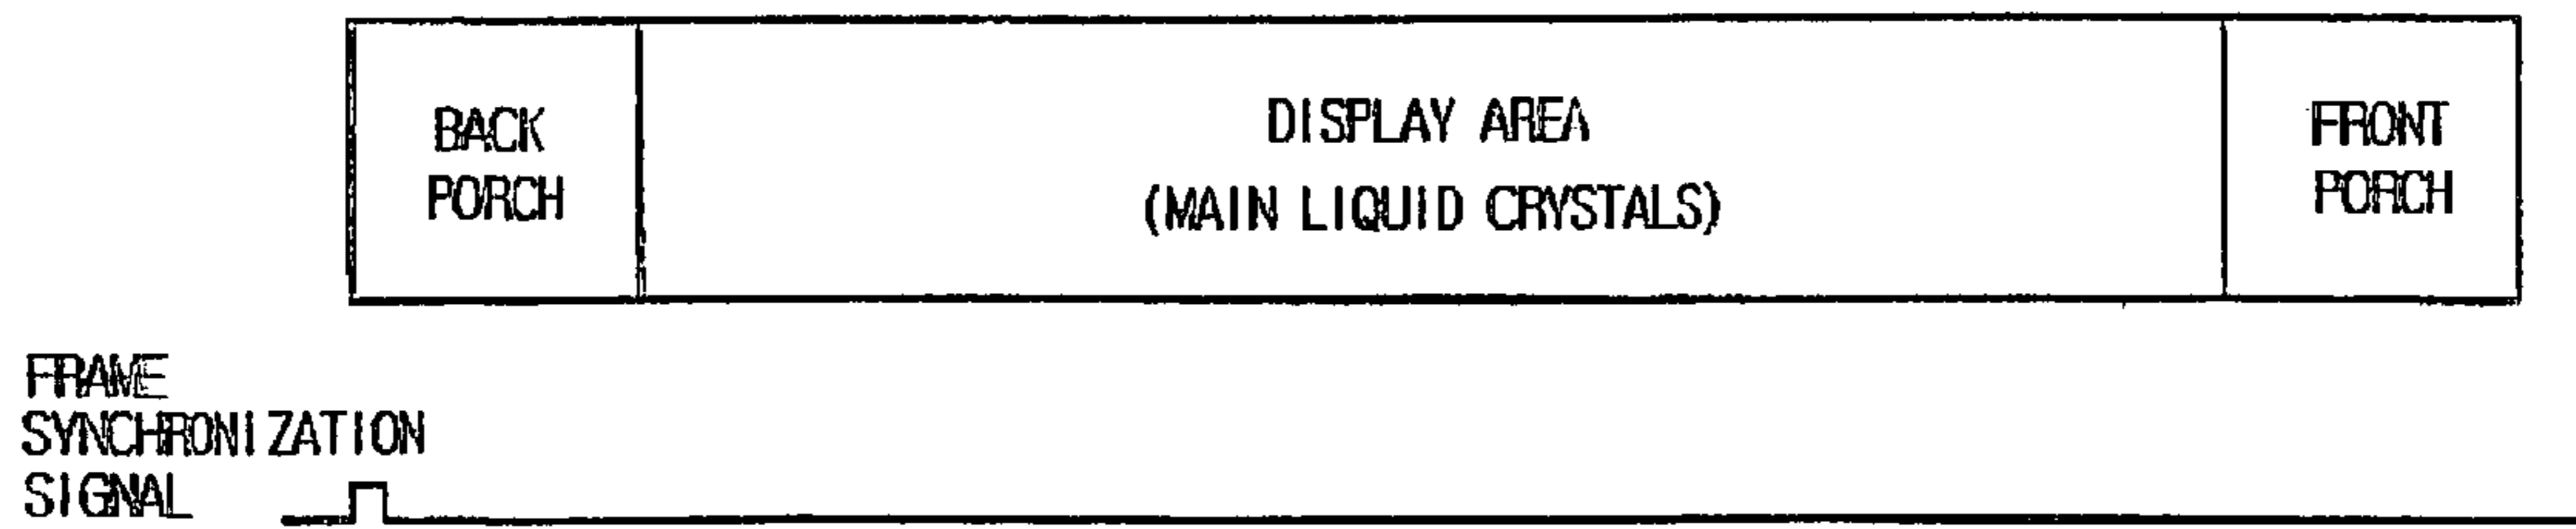 BACK
PORCH
DISPLAY AREA
(MAIN LIQUID CRYSTALS)
FRONT
PORCH
FRAME
SYNCHRONIZATION
SIGNAL